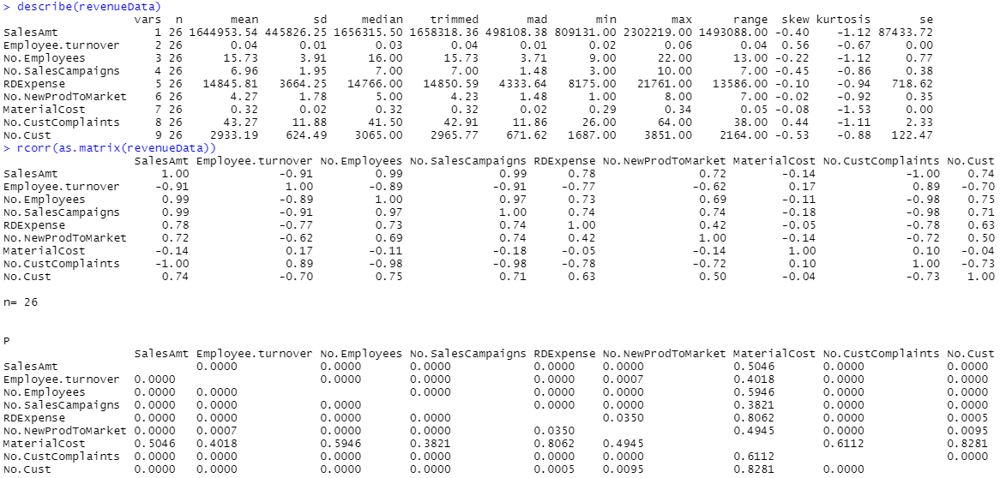 > describe(revenueData)
vars n mean sd median trimmed mad min max range skew kurtosis se
SalesAmt 1 26 1644953.54 445826.25 1656315.50 1658318.36 498108.38 809131.00 2302219.00 1493088.00 -0.40 -1.12 87433.72
Employee.turnover 2 26 0.04 0.01 0.03 0.04 0.01 0.02 0.06 0.04 0.56 -0.67 0.00
No.Employees 3 26 15.73 3.91 16.00 15.73 3.71 9.00 22.00 13.00 -0.22 -1.12 0.77
No.SalesCampaigns 4 26 6.96 1.95 7.00 7.00 1.48 3.00 10.00 7.00 -0.45 -0.86 0.38
RDExpense 5 26 14845.81 3664.25 14766.00 14850.59 4333.64 8175.00 21761.00 13586.00 -0.10 -0.94 718.62
No.NewProdToMarket 6 26 4.27 1.78 5.00 4.23 1.48 1.00 8.00 7.00 -0.02 -0.92 0.35
MaterialCost 7 26 0.32 0.02 0.32 0.32 0.02 0.29 0.34 0.05 -0.08 -1.53 0.00
No.CustComplaints 8 26 43.27 11.88 41.50 42.91 11.86 26.00 64.00 38.00 0.44 -1.11 2.33
No.Cust 9 26 2933.19 624.49 3065.00 2965.77 671.62 1687.00 3851.00 2164.00 -0.53 -0.88 122.47
> rcorr(as.matrix(revenueData))
SalesAmt Employee.turnover No.Employees No.SalesCampaigns RDExpense No.NewProdToMarket MaterialCost No.CustComplaints No.Cust
SalesAmt 1.00 -0.91 0.99 0.99 0.78 0.72 -0.14 -1.00 0.74
Employee.turnover -0.91 1.00 -0.89 -0.91 -0.77 -0.62 0.17 0.89 -0.70
No.Employees 0.99 -0.89 1.00 0.97 0.73 0.69 -0.11 -0.98 0.75
No.SalesCampaigns 0.99 -0.91 0.97 1.00 0.74 0.74 -0.18 -0.98 0.71
RDExpense 0.78 -0.77 0.73 0.74 1.00 0.42 -0.05 -0.78 0.63
No.NewProdToMarket 0.72 -0.62 0.69 0.74 0.42 1.00 -0.14 -0.72 0.50
MaterialCost -0.14 0.17 -0.11 -0.18 -0.05 -0.14 1.00 0.10 -0.04
No.CustComplaints -1.00 0.89 -0.98 -0.98 -0.78 -0.72 0.10 1.00 -0.73
No.Cust 0.74 -0.70 0.75 0.71 0.63 0.50 -0.04 -0.73 1.00
n= 26
P
SalesAmt Employee.turnover No.Employees No.SalesCampaigns RDExpense No.NewProdToMarket MaterialCost No.CustComplaints No.Cust
SalesAmt 0.0000 0.0000 0.0000 0.0000 0.0000 0.5046 0.0000 0.0000
Employee.turnover 0.0000 0.0000 0.0000 0.0000 0.0007 0.4018 0.0000 0.0000
No.Employees 0.0000 0.0000 0.0000 0.0000 0.0000 0.5946 0.0000 0.0000
No.SalesCampaigns 0.0000 0.0000 0.0000 0.0000 0.0000 0.3821 0.0000 0.0000
RDExpense 0.0000 0.0000 0.0000 0.0000 0.0350 0.8062 0.0000 0.0005
No.NewProdToMarket 0.0000 0.0007 0.0000 0.0000 0.0350 0.4945 0.0000 0.0095
MaterialCost 0.5046 0.4018 0.5946 0.3821 0.8062 0.4945 0.6112 0.8281
No.CustComplaints 0.0000 0.0000 0.0000 0.0000 0.0000 0.0000 0.6112 0.0000
No.Cust 0.0000 0.0000 0.0000 0.0000 0.0005 0.0095 0.8281 0.0000